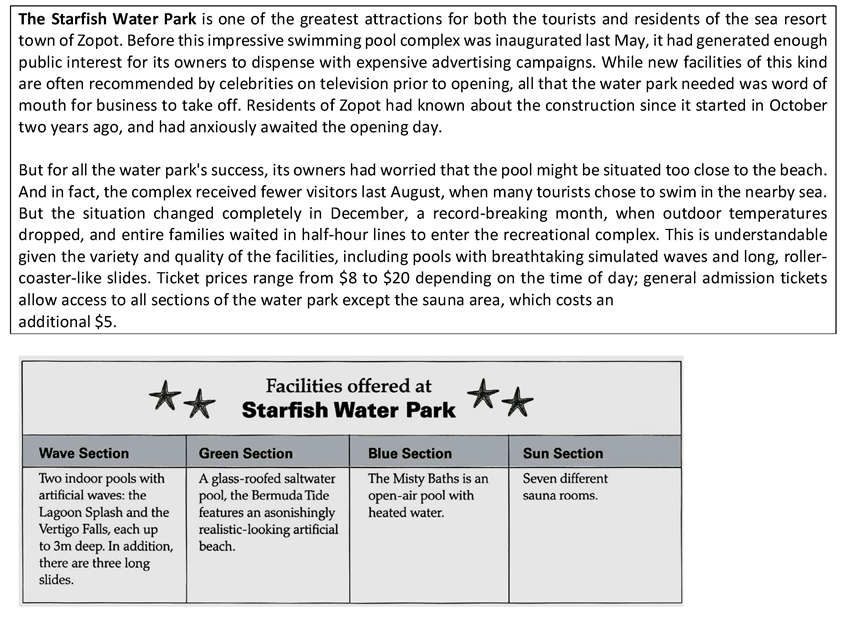 The Starfish Water Park is one of the greatest attractions for both the tourists and residents of the sea resort
town of Zopot. Before this impressive swimming pool complex was inaugurated last May, it had generated enough
public interest for its owners to dispense with expensive advertising campaigns. While new facilities of this kind
are often recommended by celebrities on television prior to opening, all that the water park needed was word of
mouth for business to take off. Residents of Zopot had known about the construction since it started in October
two years ago, and had anxiously awaited the opening day.
But for all the water park's success, its owners had worried that the pool might be situated too close to the beach.
And in fact, the complex received fewer visitors last August, when many tourists chose to swim in the nearby sea.
But the situation changed completely in December, a record-breaking month, when outdoor temperatures
dropped, and entire families waited in half-hour lines to enter the recreational complex. This is understandable
given the variety and quality of the facilities, including pools with breathtaking simulated waves and long, roller-
coaster-like slides. Ticket prices range from $8 to $20 depending on the time of day; general admission tickets
allow access to all sections of the water park except the sauna area, which costs an
additional $5.
Facilities offered at
Starfish Water Park
Wave Section
Two indoor pools with
artificial waves: the
Lagoon Splash and the
Vertigo Falls, each up
to 3m deep. In addition,
there are three long
slides.
Green Section
A glass-roofed saltwater
pool, the Bermuda Tide
features an asonishingly
realistic-looking artificial
beach.
Blue Section
The Misty Baths is an
open-air pool with
heated water.
Sun Section
Seven different
sauna rooms.